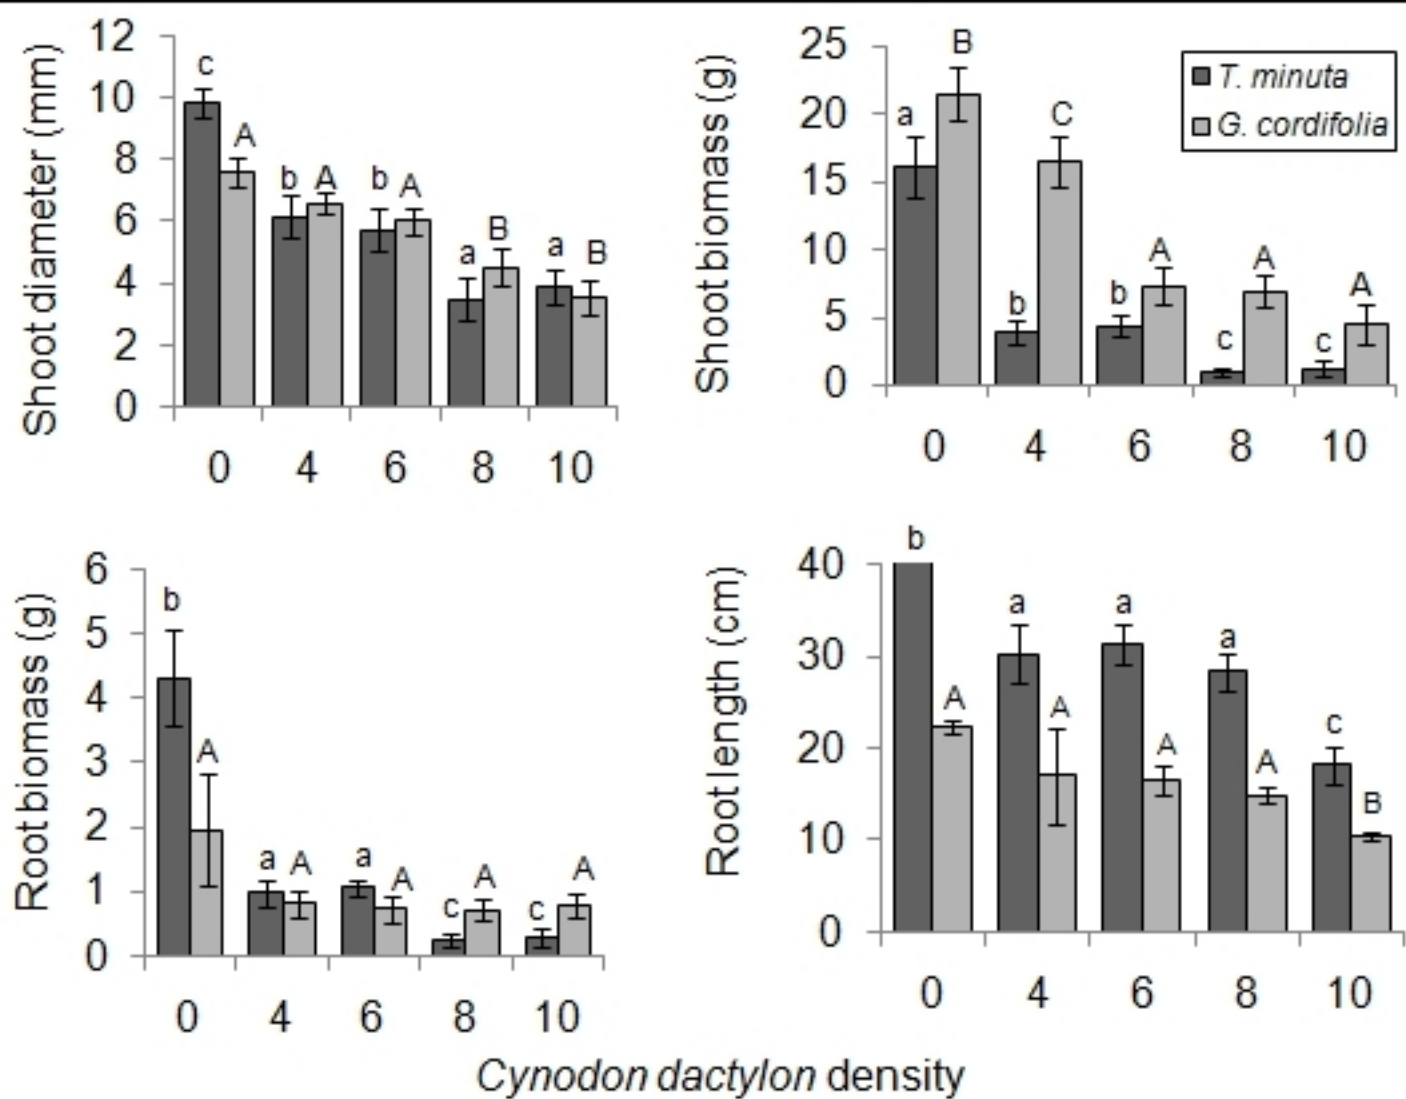 Shoot diameter (mm)
12
10
8
6
4
2
0
c
A
b
A
b
A
a
B
a
B
0 4 6 8 10
Shoot biomass (g)
25
20
15
10
5
0
a
B
b
C
b
A
c
A
c
A
0 4 6 8 10
T. minuta
G. cordifolia
Root biomass (g)
6
5
4
3
2
1
0
b
A
a
A
a
A
c
A
c
A
0 4 6 8 10
Root length (cm)
40
30
20
10
0
b
A
a
A
a
A
a
A
c
B
0 4 6 8 10
Cynodon dactylon density